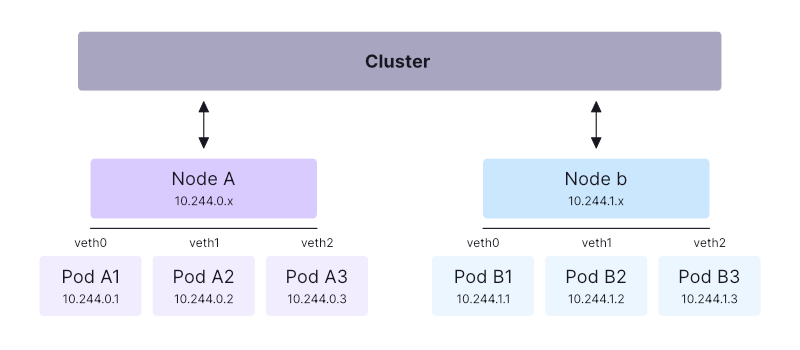 Cluster
Node A
10.244.0.x
Node b
10.244.1.x
veth0 veth1 veth2
veth0 veth1 veth2
Pod A1 Pod A2 Pod A3
10.244.0.1 10.244.0.2 10.244.0.3
Pod B1 Pod B2 Pod B3
10.244.1.1 10.244.1.2 10.244.1.3